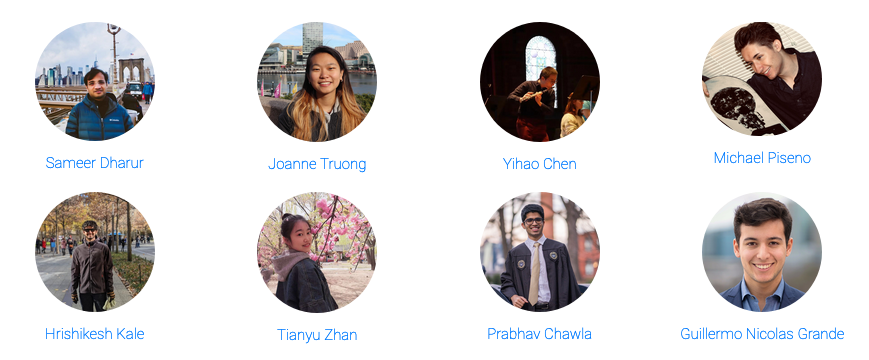 Sameer Dharur
Joanne Truong
Yihao Chen
Michael Piseno
Hrishikesh Kale
Tianyu Zhan
Prabhav Chawla
Guillermo Nicolas Grande